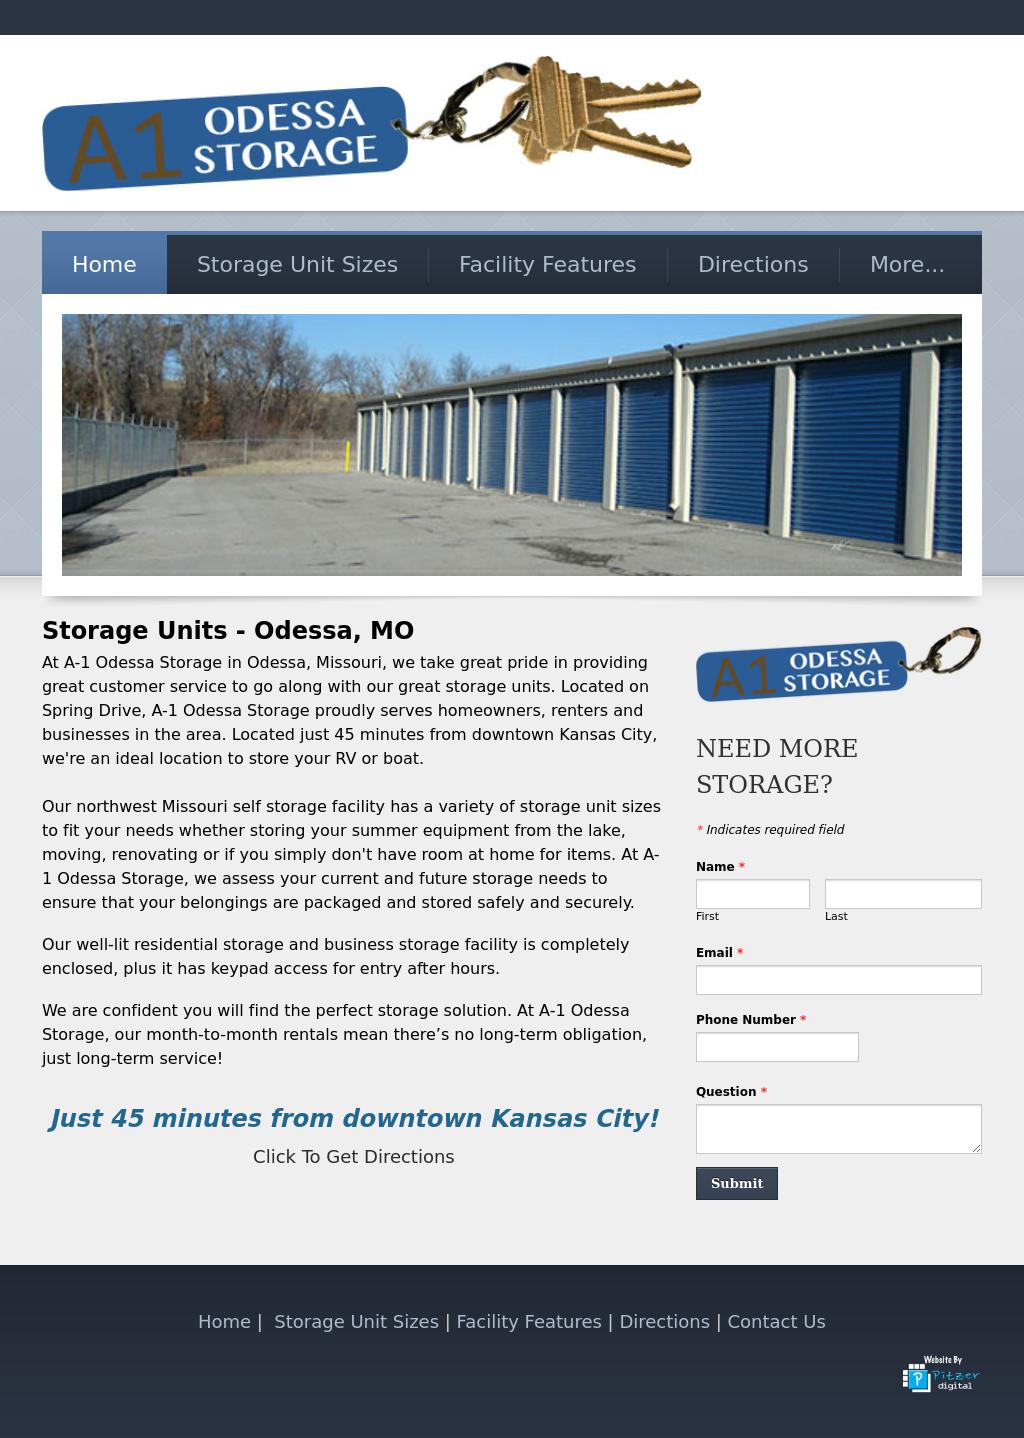 A1 ODESSA
STORAGE
Home
Storage Unit Sizes
Facility Features
Directions
More...
Storage Units - Odessa, MO
At A-1 Odessa Storage in Odessa, Missouri, we take great pride in providing
great customer service to go along with our great storage units. Located on
Spring Drive, A-1 Odessa Storage proudly serves homeowners, renters and
businesses in the area. Located just 45 minutes from downtown Kansas City,
we're an ideal location to store your RV or boat.
Our northwest Missouri self storage facility has a variety of storage unit sizes
to fit your needs whether storing your summer equipment from the lake,
moving, renovating or if you simply don't have room at home for items. At A-
1 Odessa Storage, we assess your current and future storage needs to
ensure that your belongings are packaged and stored safely and securely.
Our well-lit residential storage and business storage facility is completely
enclosed, plus it has keypad access for entry after hours.
We are confident you will find the perfect storage solution. At A-1 Odessa
Storage, our month-to-month rentals mean there’s no long-term obligation,
just long-term service!
Just 45 minutes from downtown Kansas City!
Click To Get Directions
A1 ODESSA
STORAGE
NEED MORE
STORAGE?
* Indicates required field
Name *
First
Last
Email *
Phone Number *
Question *
Submit
Home | Storage Unit Sizes | Facility Features | Directions | Contact Us
Website By
P Pitzer
digital